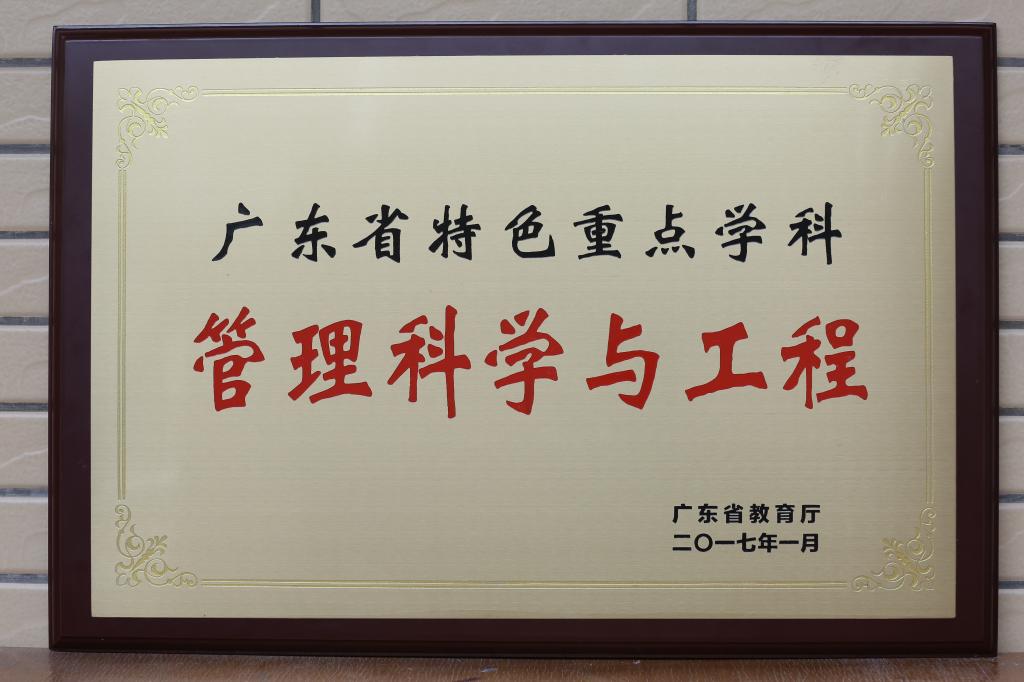 广东省特色重点学科
管理科学与工程
广东省教育厅
二〇一七年一月